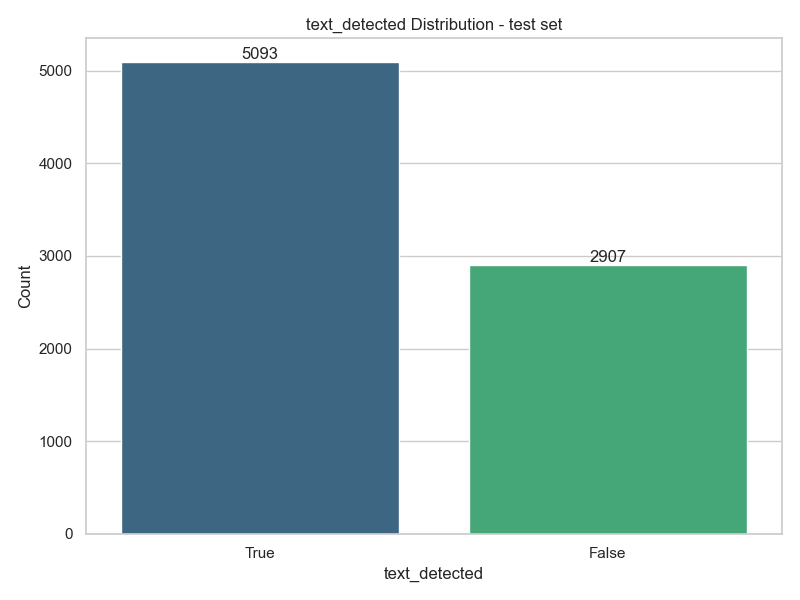 text_detected Distribution - test set
5093
2907
5000
4000
3000
2000
1000
0
Count
True
False
text_detected